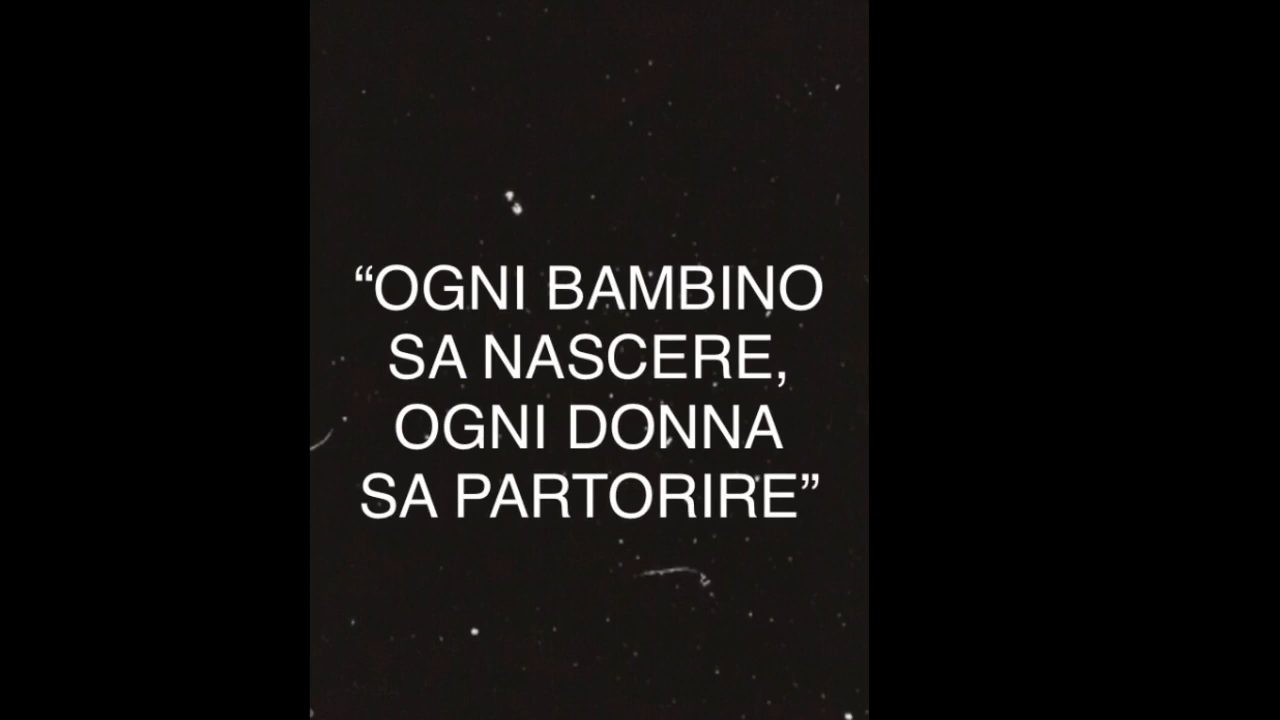 “OGNI BAMBINO
SA NASCERE,
OGNI DONNA
SA PARTORIRE”